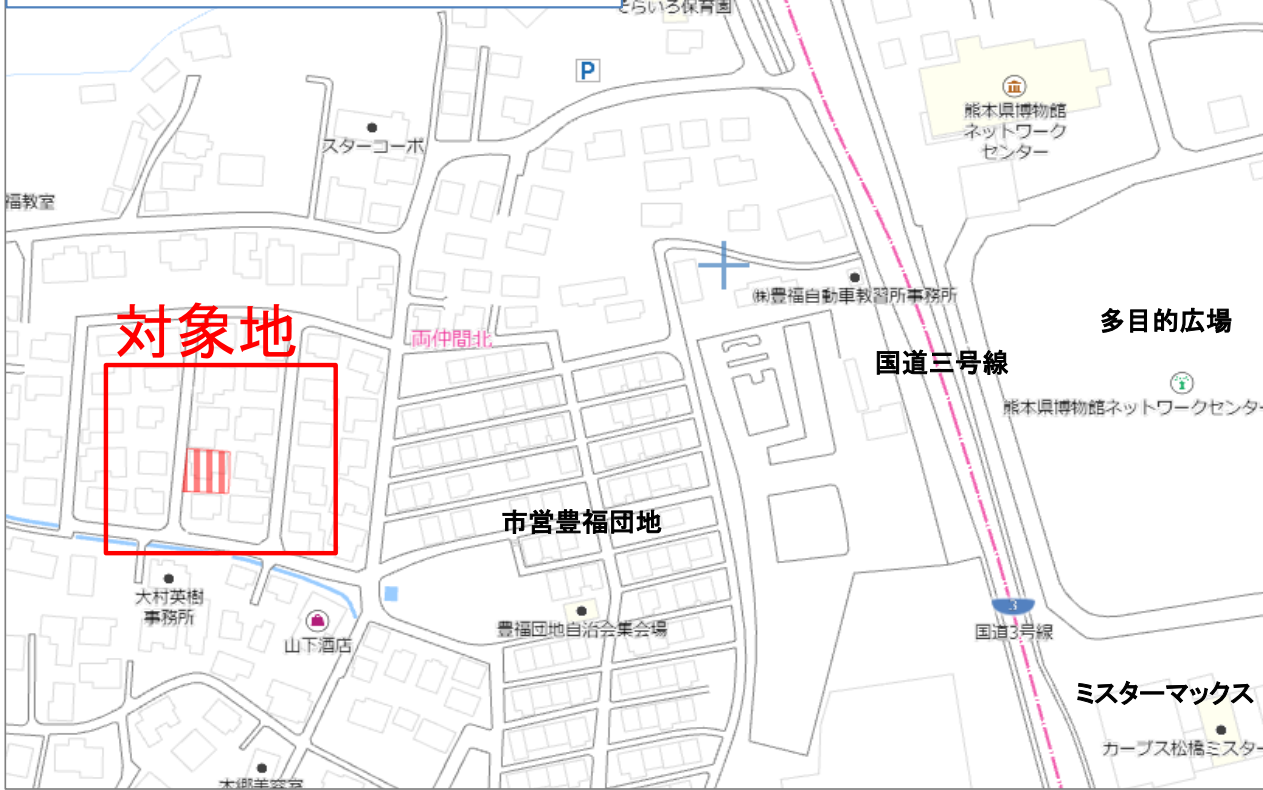 そらいろ保育園
P
熊本県博物館
ネットワーク
センター
スターコーポ
福教室
㈱豊福自動車教習所事務所
対象地
両仲間北
多目的広場
国道三号線
熊本県博物館ネットワークセンター
市営豊福団地
大村英樹
事務所
山下酒店
豊福団地自治会集会場
3
国道3号線
ミスターマックス
カーブス松橋ミスター
本郷美容室